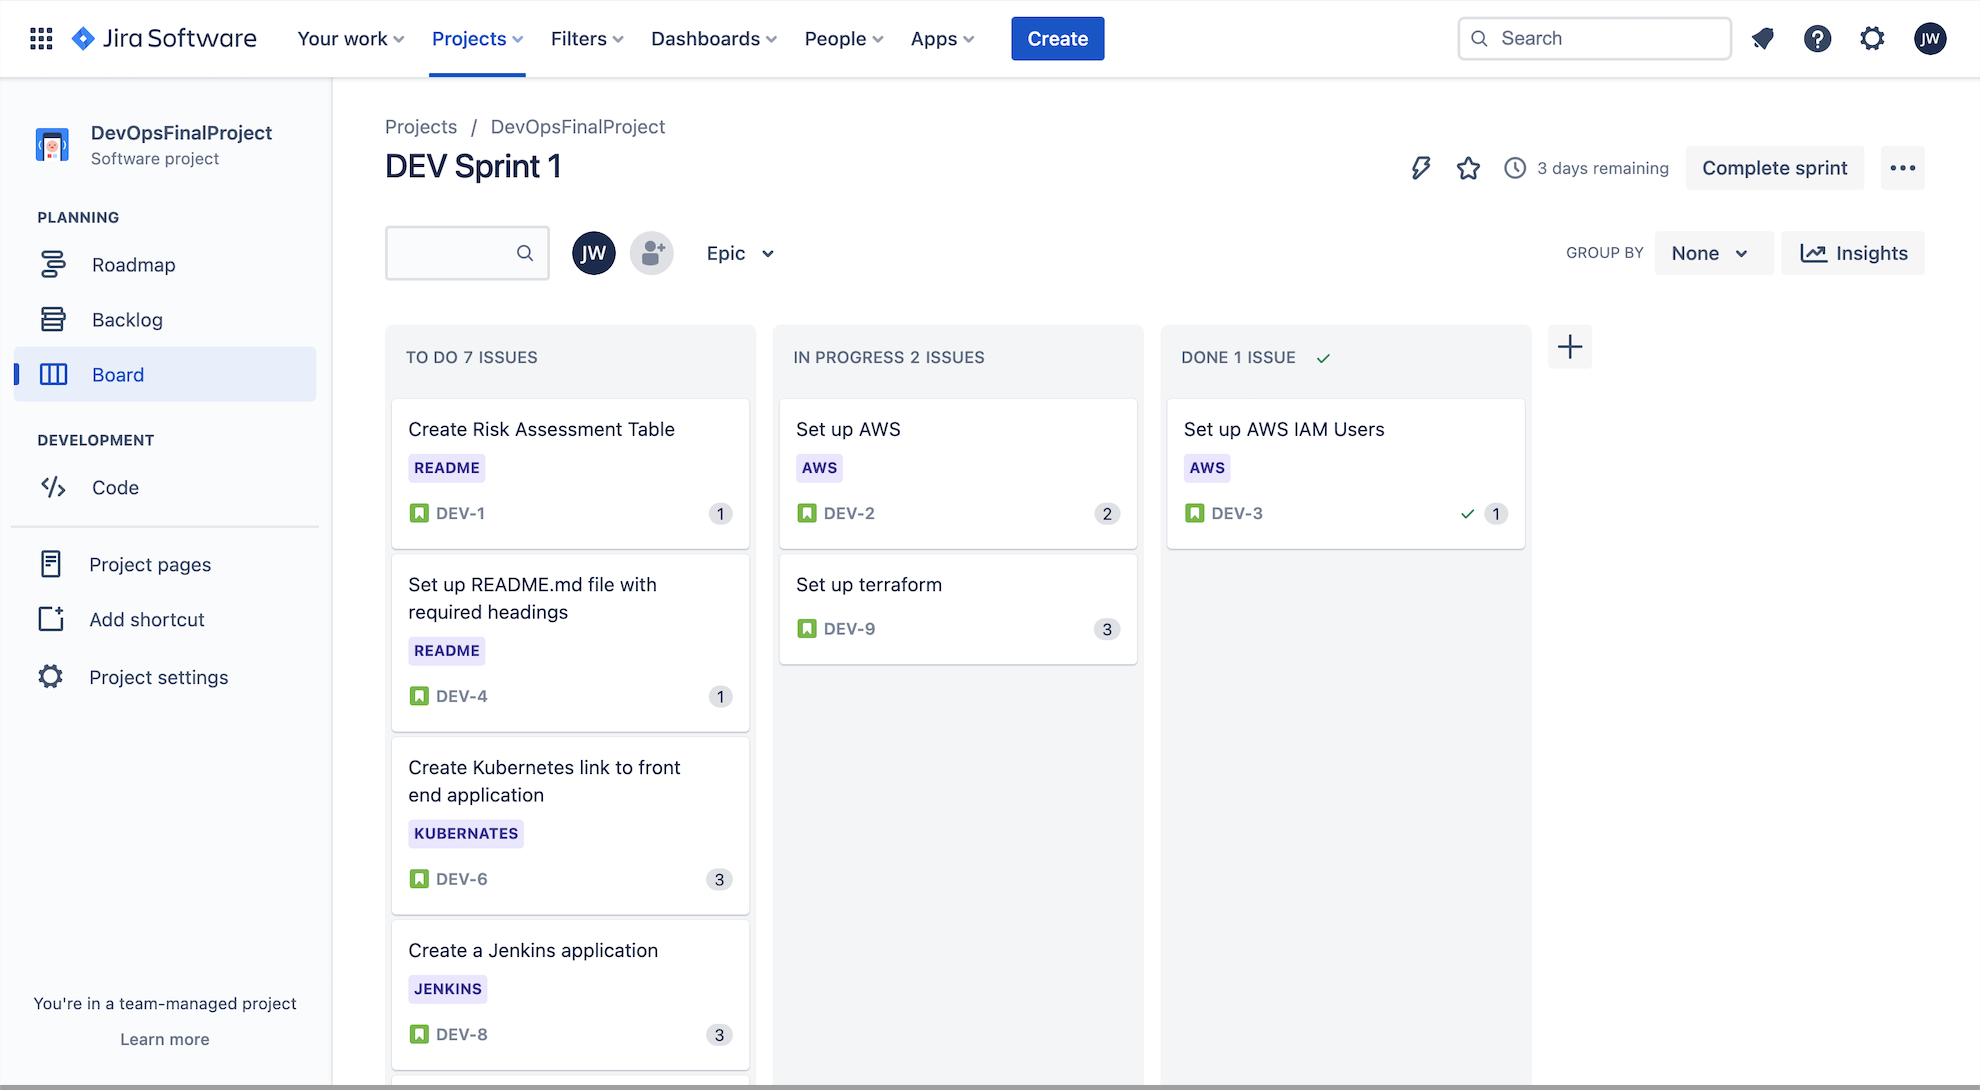 Jira Software
Your work
Projects
Filters
Dashboards
People
Apps
Create
Search
JW
DevOpsFinalProject
Software project
PLANNING
Roadmap
Backlog
Board
DEVELOPMENT
Code
Project pages
Add shortcut
Project settings
You're in a team-managed project
Learn more
Projects / DevOpsFinalProject
DEV Sprint 1
3 days remaining
Complete sprint
JW
Epic
GROUP BY
None
Insights
TO DO 7 ISSUES
Create Risk Assessment Table
README
DEV-1
1
Set up README.md file with
required headings
README
DEV-4
1
Create Kubernetes link to front
end application
KUBERNATES
DEV-6
3
Create a Jenkins application
JENKINS
DEV-8
3
IN PROGRESS 2 ISSUES
Set up AWS
AWS
DEV-2
2
Set up terraform
DEV-9
3
DONE 1 ISSUE
Set up AWS IAM Users
AWS
DEV-3
1